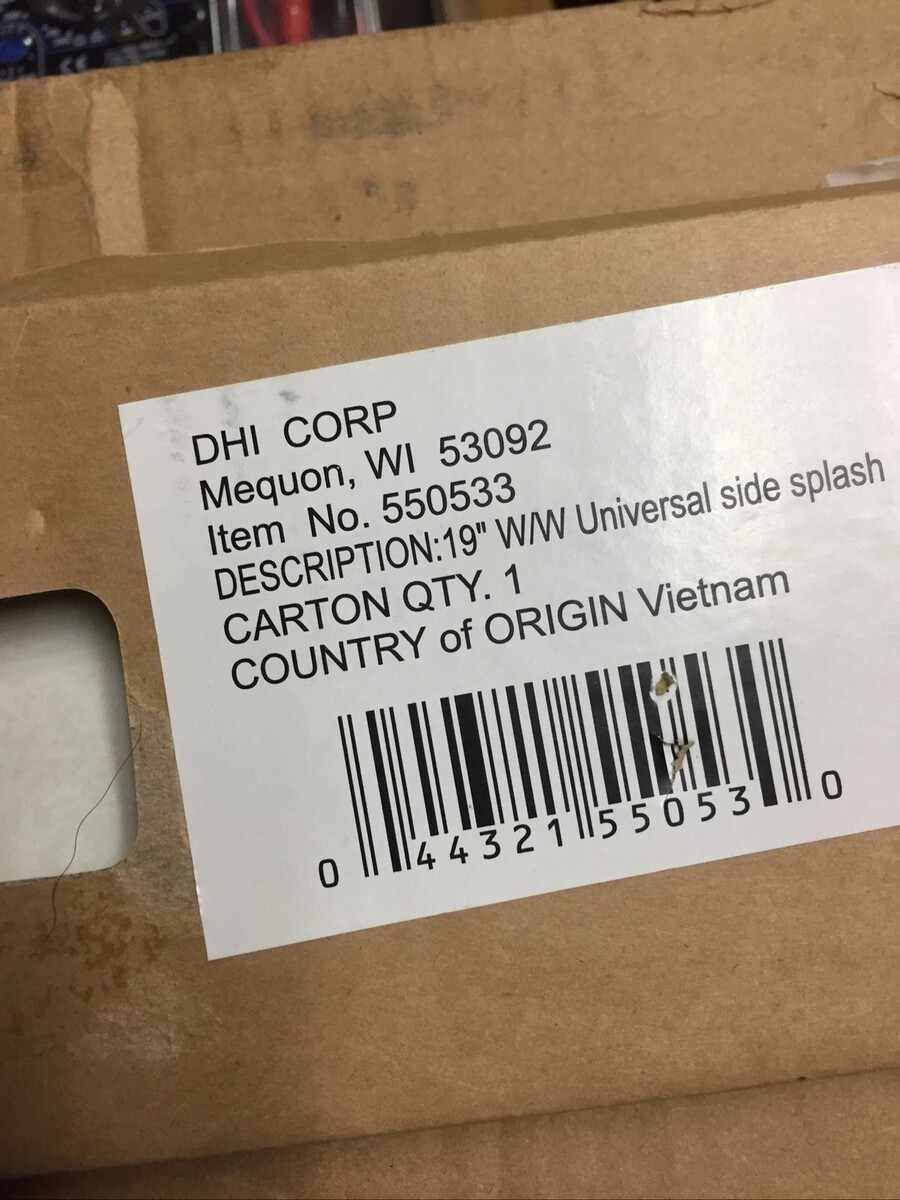 DHI CORP
Mequon, WI 53092
Item No. 550533
DESCRIPTION:19" W/W Universal side splash
CARTON QTY. 1
COUNTRY of ORIGIN Vietnam
0 44321 55053 0
CE